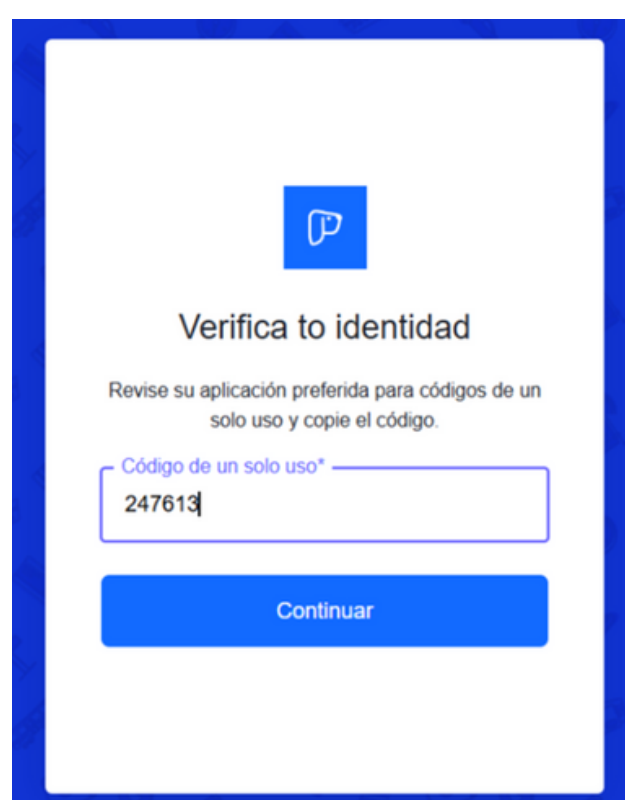 Verifica to identidad
Revise su aplicación preferida para códigos de un
solo uso y copie el código.
Código de un solo uso*
247613
Continuar